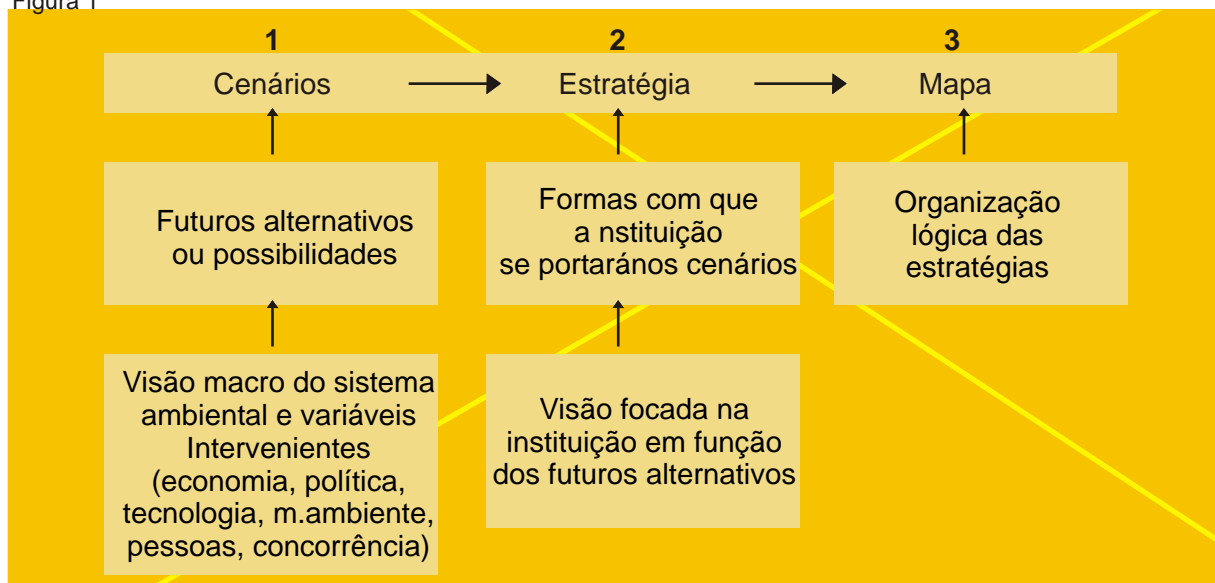 Figura 1
1
2
3
Cenários
Estratégia
Mapa
Futuros alternativos
ou possibilidades
Formas com que
a nstituição
se portarános cenários
Organização
lógica das
estratégias
Visão macro do sistema
ambiental e variáveis
Intervenientes
(economia, política,
tecnologia, m.ambiente,
pessoas, concorrência)
Visão focada na
instituição em função
dos futuros alternativos